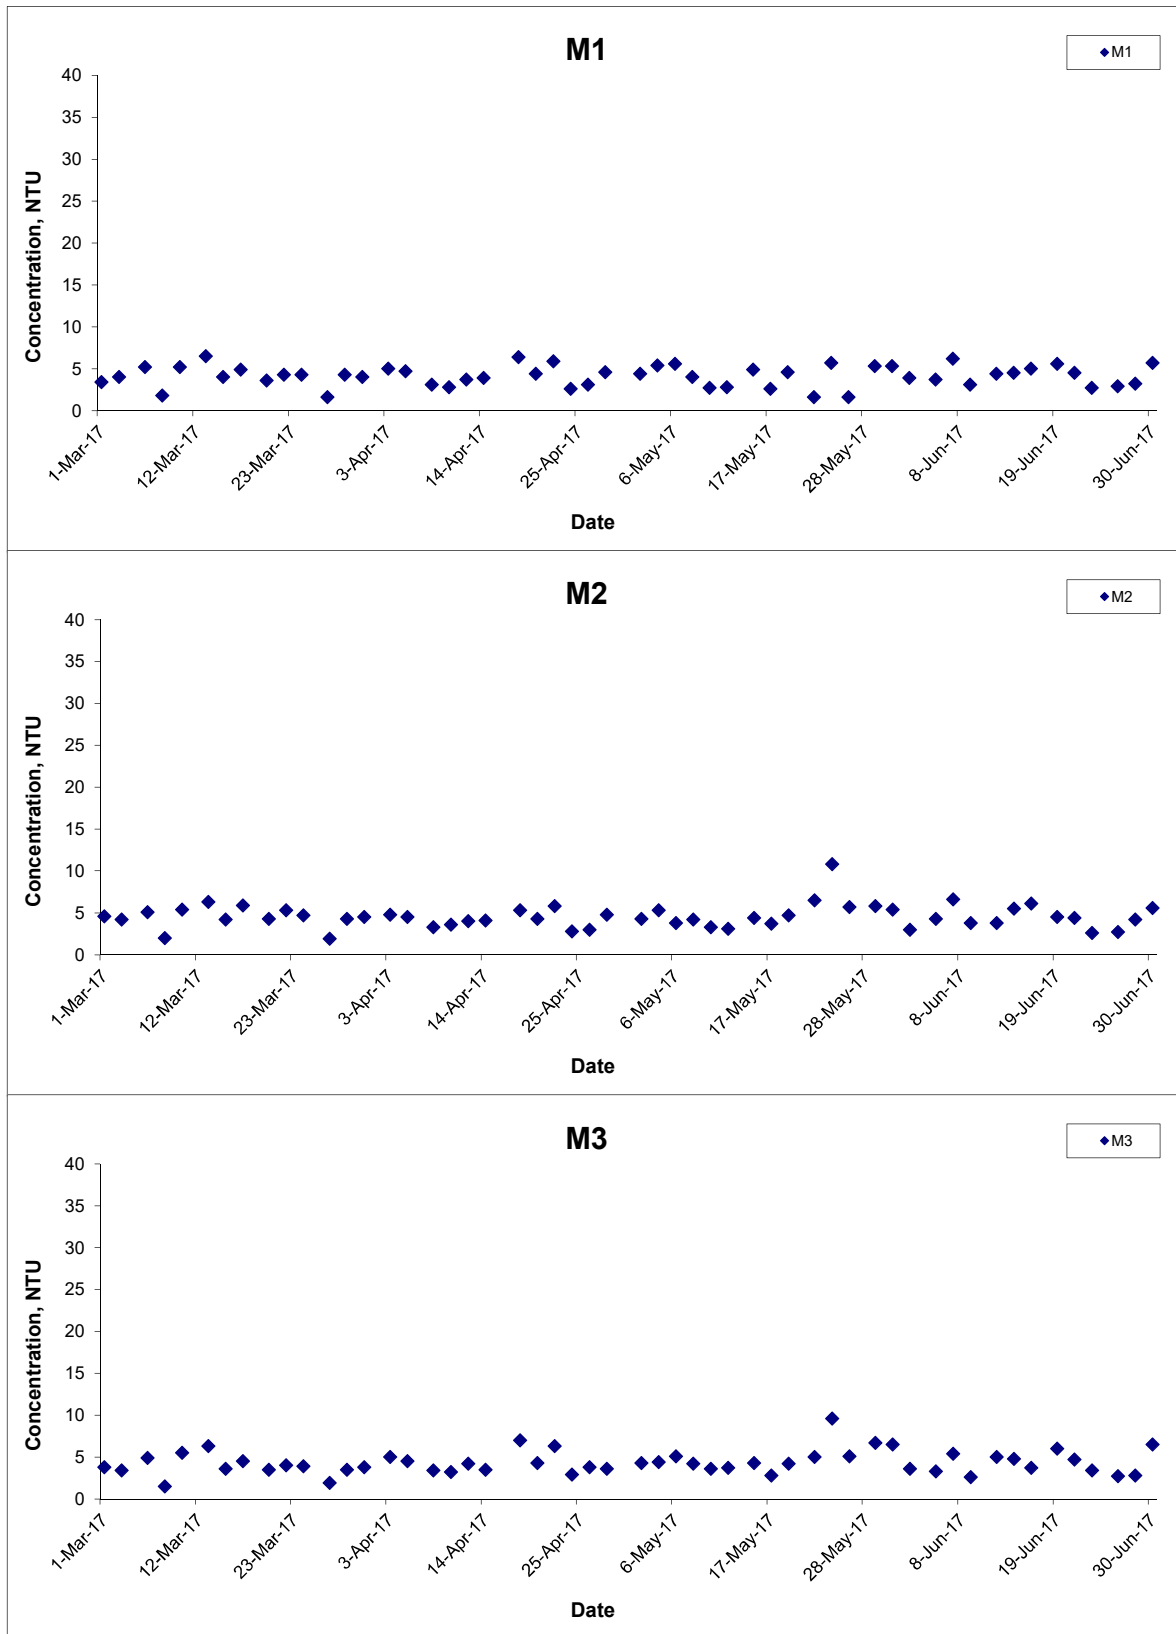 M1
M1
40
35
30
25
20
15
10
5
0
Concentration, NTU
1-Mar-17
12-Mar-17
23-Mar-17
3-Apr-17
14-Apr-17
25-Apr-17
6-May-17
17-May-17
28-May-17
8-Jun-17
19-Jun-17
30-Jun-17
Date
M2
M2
40
35
30
25
20
15
10
5
0
Concentration, NTU
1-Mar-17
12-Mar-17
23-Mar-17
3-Apr-17
14-Apr-17
25-Apr-17
6-May-17
17-May-17
28-May-17
8-Jun-17
19-Jun-17
30-Jun-17
Date
M3
M3
40
35
30
25
20
15
10
5
0
Concentration, NTU
1-Mar-17
12-Mar-17
23-Mar-17
3-Apr-17
14-Apr-17
25-Apr-17
6-May-17
17-May-17
28-May-17
8-Jun-17
19-Jun-17
30-Jun-17
Date